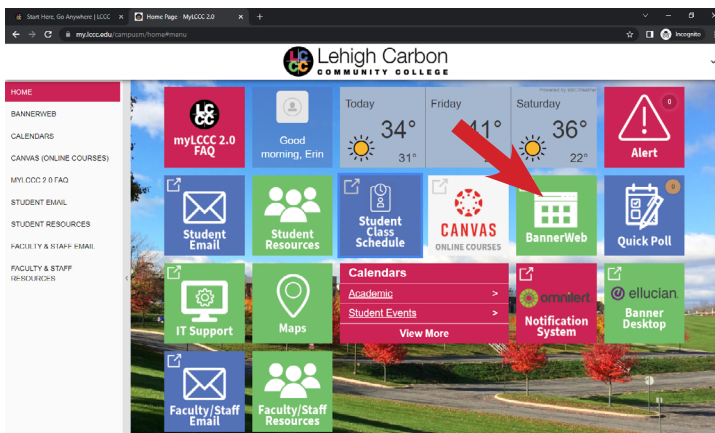 Start Here, Go Anywhere | LCCC
Home Page - MyLCCC 2.0
my.lccc.edu/campusm/home#menu
Incognito
LCCC
Lehigh Carbon
COMMUNITY COLLEGE
HOME
BANNERWEB
CALENDARS
CANVAS (ONLINE COURSES)
MYLCCC 2.0 FAQ
STUDENT EMAIL
STUDENT RESOURCES
FACULTY & STAFF EMAIL
FACULTY & STAFF
RESOURCES
LCCC
myLCCC 2.0
FAQ
Good
morning, Erin
Today
34°
31°
Friday
41°
Saturday
36°
22°
0
Alert
Student
Email
Student
Resources
Student
Class
Schedule
CANVAS
ONLINE COURSES
BannerWeb
0
Quick Poll
IT Support
Maps
Calendars
Academic >
Student Events >
View More
omnilert
Notification
System
ellucian.
Banner
Desktop
Faculty/Staff
Email
Faculty/Staff
Resources